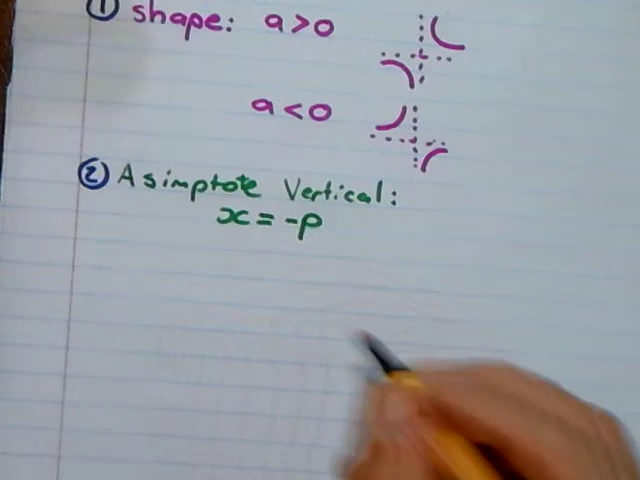 ① shape: a > 0
a < 0
② Asimptote Vertical:
x = -p